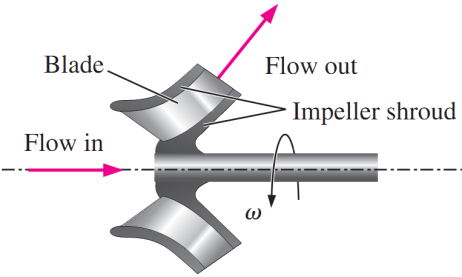 Blade
Flow out
Impeller shroud
Flow in
ω